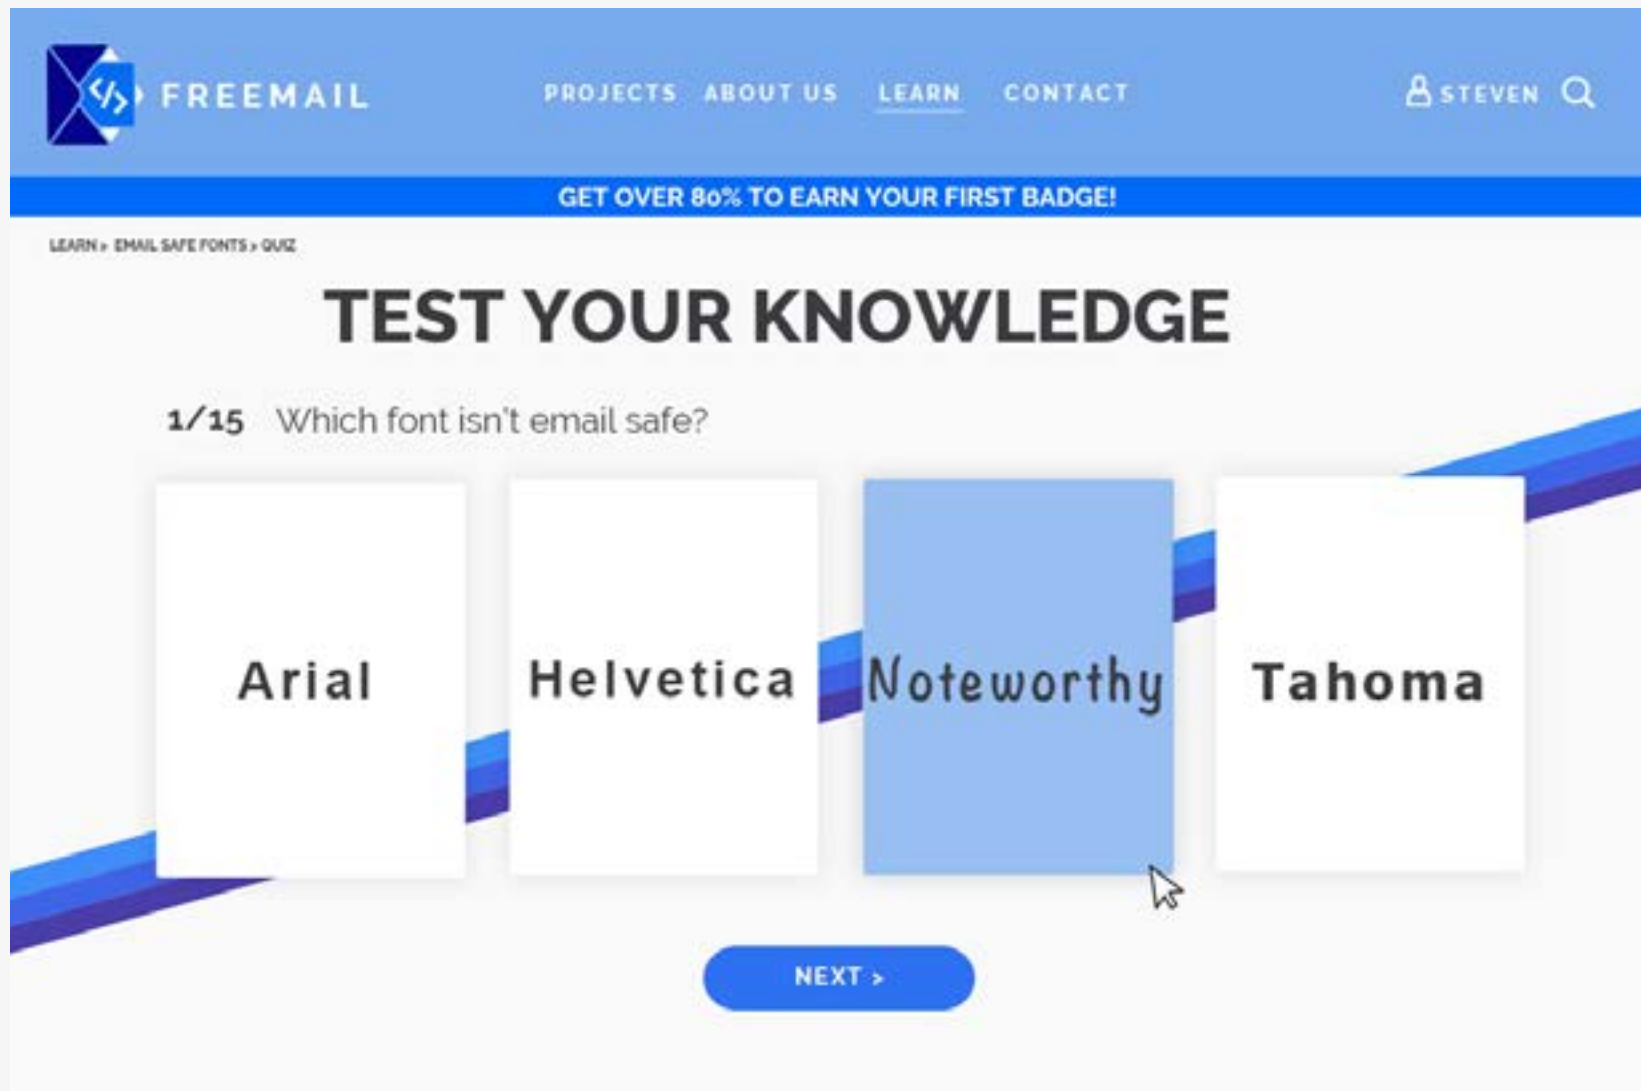 </> FREEMAIL
PROJECTS ABOUT US LEARN CONTACT
STEVEN
GET OVER 80% TO EARN YOUR FIRST BADGE!
LEARN > EMAIL SAFE FONTS > QUIZ
TEST YOUR KNOWLEDGE
1/15 Which font isn't email safe?
Arial
Helvetica
Noteworthy
Tahoma
NEXT >